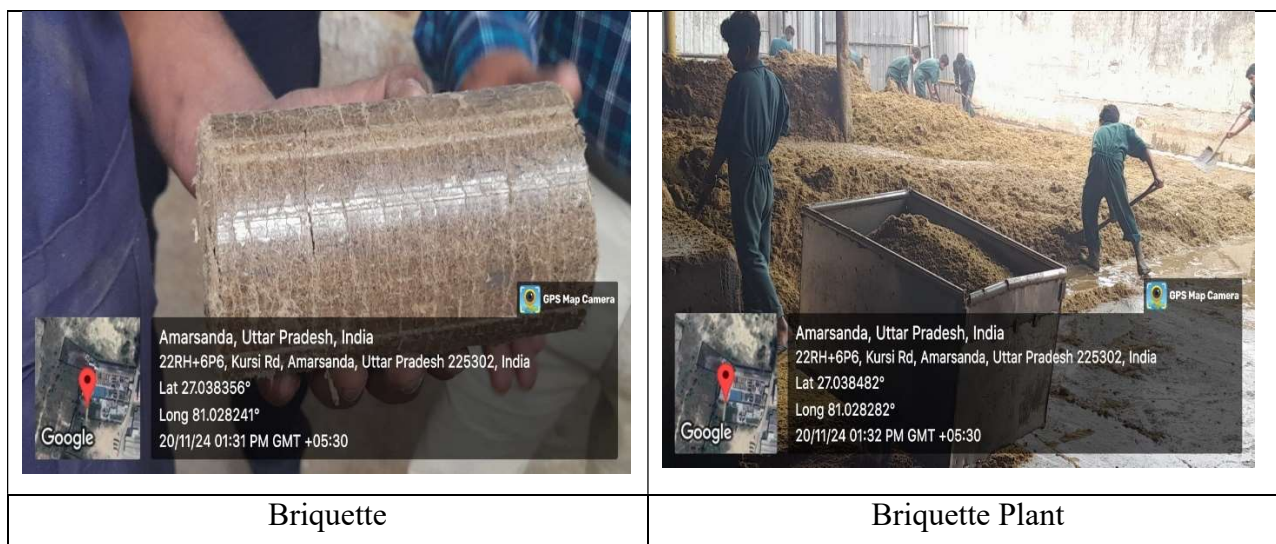 GPS Map Camera
Amarsanda, Uttar Pradesh, India
22RH+6P6, Kursi Rd, Amarsanda, Uttar Pradesh 225302, India
Lat 27.038356°
Long 81.028241°
20/11/24 01:31 PM GMT +05:30
Google
GPS Map Camera
Amarsanda, Uttar Pradesh, India
22RH+6P6, Kursi Rd, Amarsanda, Uttar Pradesh 225302, India
Lat 27.038482°
Long 81.028282°
20/11/24 01:32 PM GMT +05:30
Google
Briquette
Briquette Plant